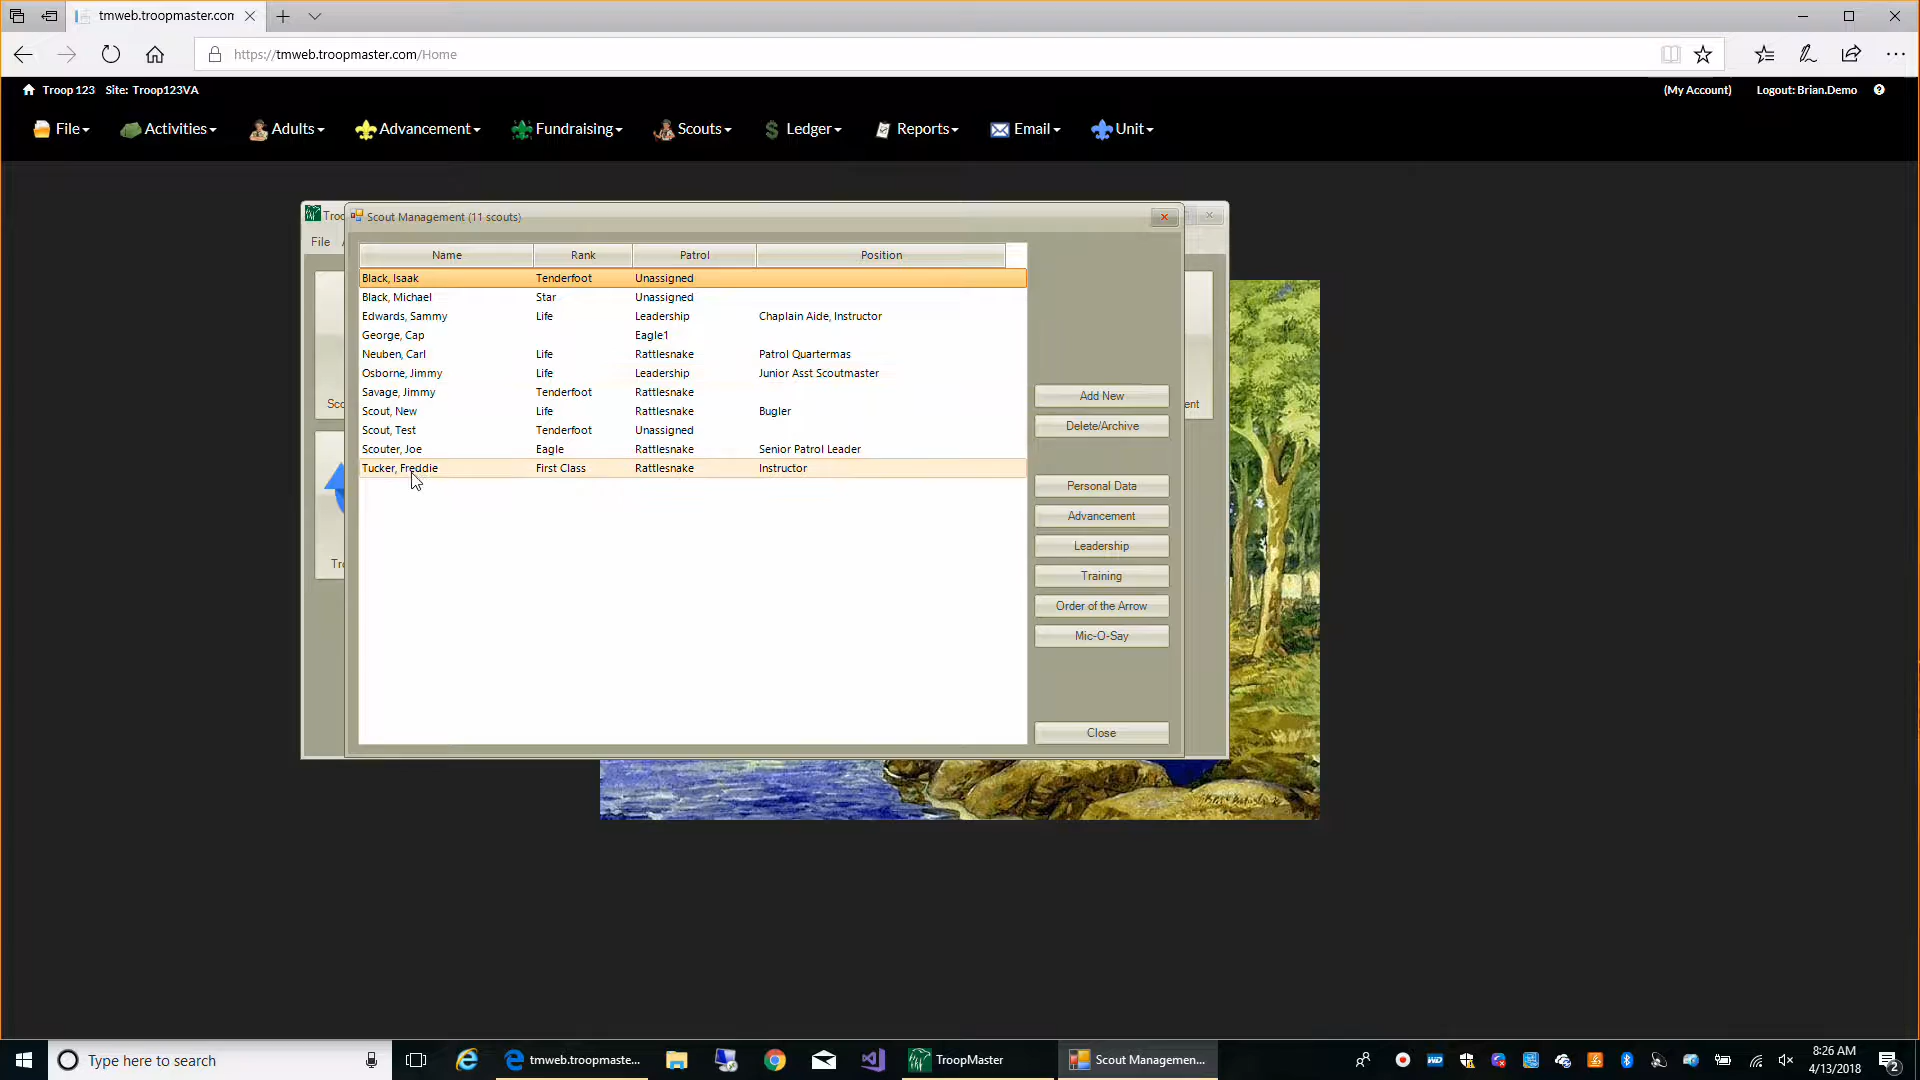 tmweb.troopmaster.com
https://tmweb.troopmaster.com/Home
Troop 123 Site: Troop123VA (My Account) Logout: Brian.Demo
File Activities Adults Advancement Fundraising Scouts Ledger Reports Email Unit
Scout Management (11 scouts)
File
Name Rank Patrol Position
Black, Isaak Tenderfoot Unassigned
Black, Michael Star Unassigned
Edwards, Sammy Life Leadership Chaplain Aide, Instructor
George, Cap Eagle1
Neuben, Carl Life Rattlesnake Patrol Quartermas
Osborne, Jimmy Life Leadership Junior Asst Scoutmaster
Savage, Jimmy Tenderfoot Rattlesnake
Scout, New Life Rattlesnake Bugler
Scout, Test Tenderfoot Unassigned
Scouter, Joe Eagle Rattlesnake Senior Patrol Leader
Tucker, Freddie First Class Rattlesnake Instructor
Add New
Delete/Archive
Personal Data
Advancement
Leadership
Training
Order of the Arrow
Mic-O-Say
Close
Type here to search
tmweb.troopmaste...
TroopMaster
Scout Managemen...
8:26 AM
4/13/2018
2